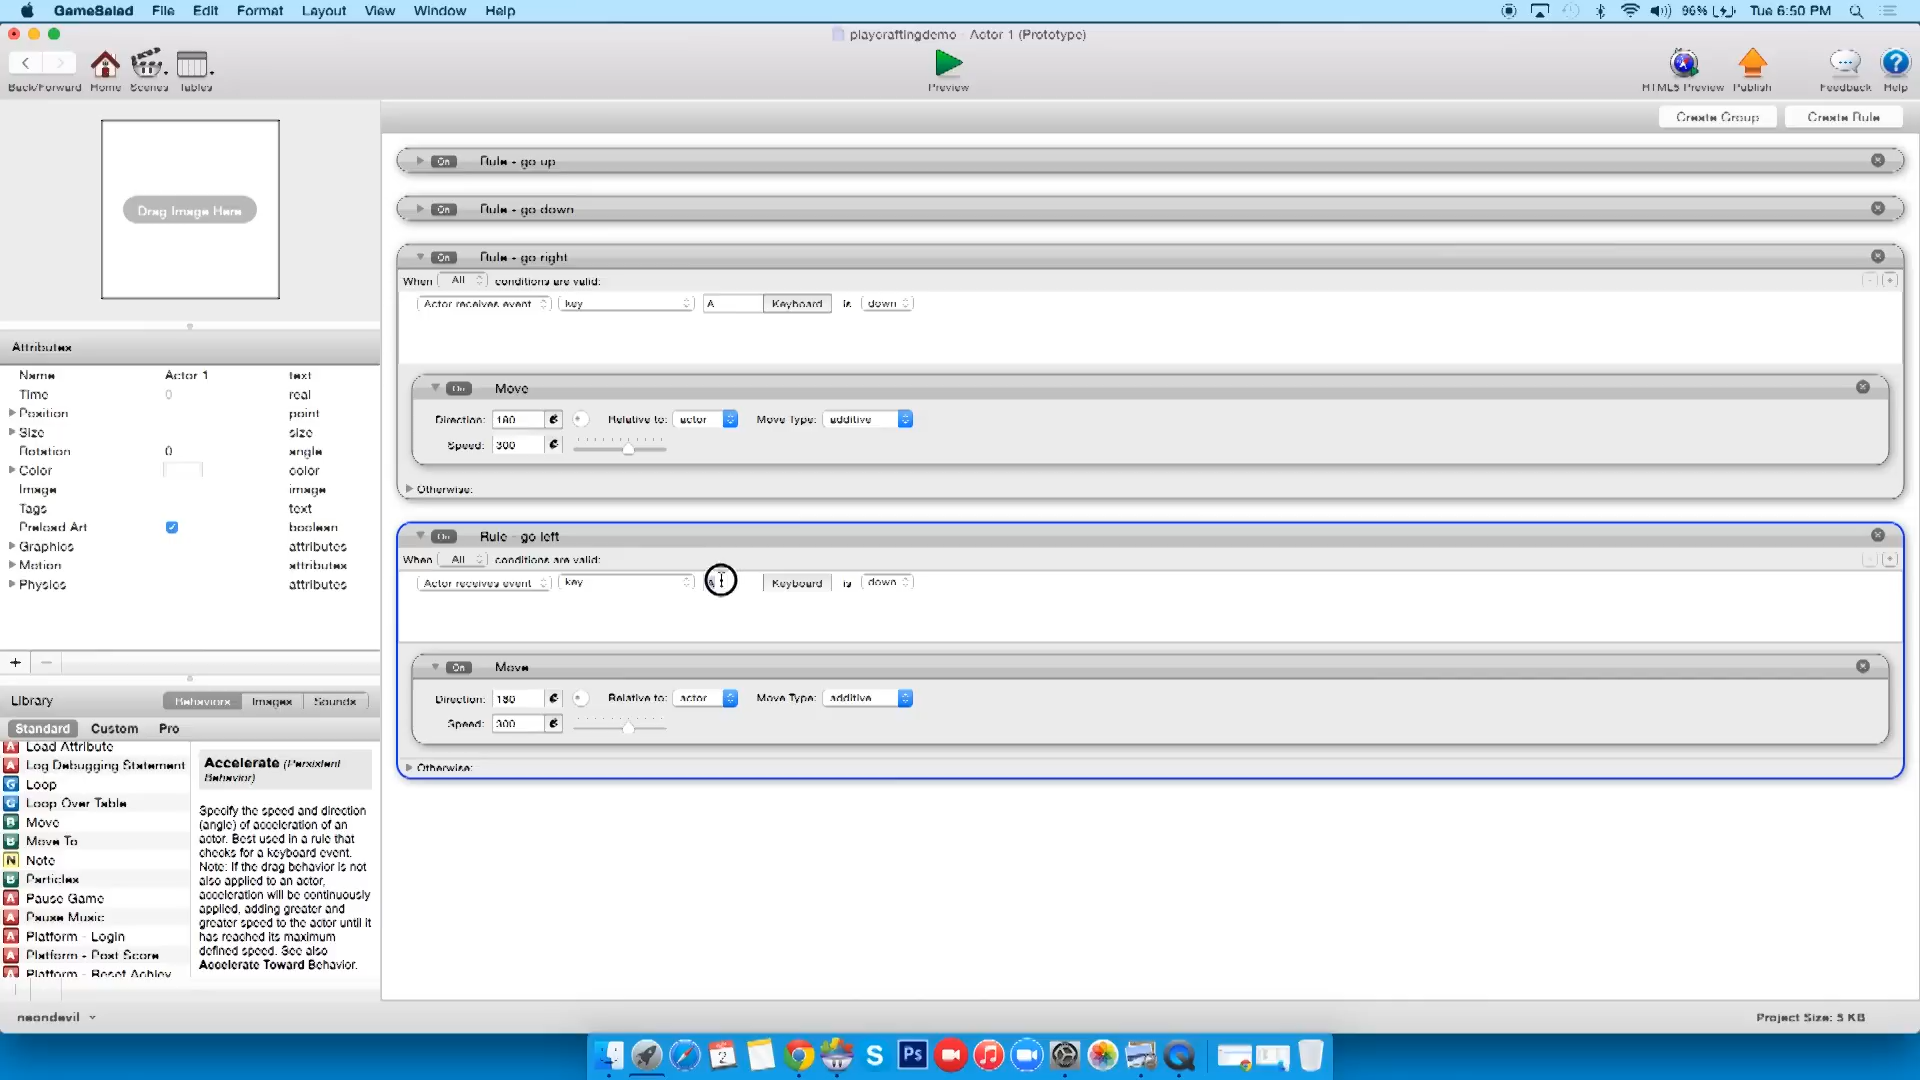 GameSalad File Edit Format Layout View Window Help 96% Tue 6:50 PM
playcraftingdemo - Actor 1 (Prototype)
Back/Forward Home Scenes Tables Preview HTML5 Preview Publish Feedback Help
Create Group Create Rule
Drag Image Here
Attributes
Name Actor 1 text
Time 0 real
Position point
Size size
Rotation 0 angle
Color color
Image image
Tags text
Preload Art boolean
Graphics attributes
Motion attributes
Physics attributes
+ −
Library Behaviors Images Sounds
Standard Custom Pro
Load Attribute
Log Debugging Statement
Loop
Loop Over Table
Move
Move To
Note
Particles
Pause Game
Pause Music
Platform - Login
Platform - Post Score
Platform - Reset Achiev
Accelerate (Persistent
Behavior)
Specify the speed and direction
(angle) of acceleration of an
actor. Best used in a rule that
checks for a keyboard event.
Note: If the drag behavior is not
also applied to an actor,
acceleration will be continuously
applied, adding greater and
greater speed to the actor until it
has reached its maximum
defined speed. See also
Accelerate Toward Behavior.
On Rule - go up
On Rule - go down
On Rule - go right
When All conditions are valid:
Actor receives event key A Keyboard is down
On Move
Direction: 180 Relative to: actor Move Type: additive
Speed: 300
Otherwise:
On Rule - go left
When All conditions are valid:
Actor receives event key Keyboard is down
On Move
Direction: 180 Relative to: actor Move Type: additive
Speed: 300
Otherwise:
neondevil Project Size: 5 KB
2 S Ps